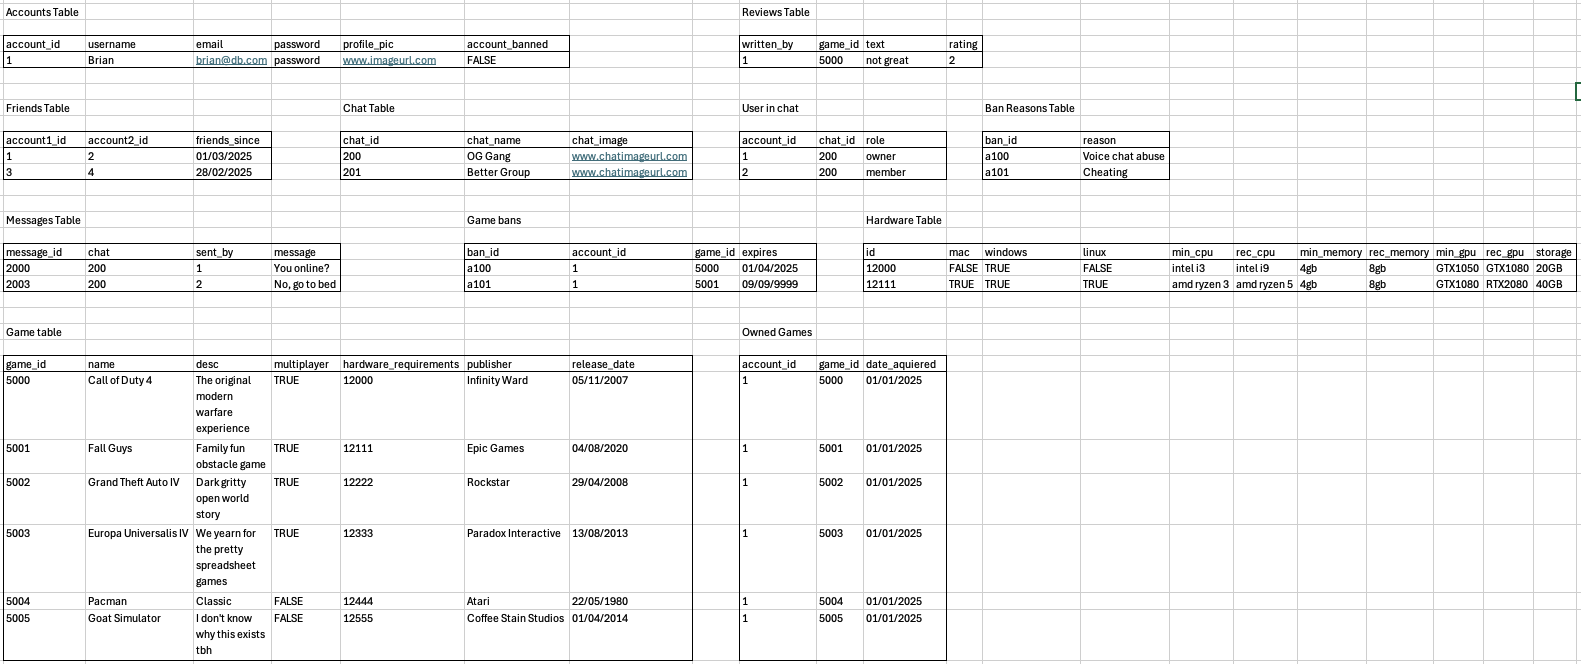 Accounts Table
account_id username email password profile_pic account_banned
1 Brian brian@db.com password www.imageurl.com FALSE
Reviews Table
written_by game_id text rating
1 5000 not great 2
Friends Table
account1_id account2_id friends_since
1 2 01/03/2025
3 4 28/02/2025
Chat Table
chat_id chat_name chat_image
200 OG Gang www.chatimageurl.com
201 Better Group www.chatimageurl.com
User in chat
account_id chat_id role
1 200 owner
2 200 member
Ban Reasons Table
ban_id reason
a100 Voice chat abuse
a101 Cheating
Messages Table
message_id chat sent_by message
2000 200 1 You online?
2003 200 2 No, go to bed
Game bans
ban_id account_id game_id expires
a100 1 5000 01/04/2025
a101 1 5001 09/09/9999
Hardware Table
id mac windows linux min_cpu rec_cpu min_memory rec_memory min_gpu rec_gpu storage
12000 FALSE TRUE FALSE intel i3 intel i9 4gb 8gb GTX1050 GTX1080 20GB
12111 TRUE TRUE TRUE amd ryzen 3 amd ryzen 5 4gb 8gb GTX1080 RTX2080 40GB
Game table
game_id name desc multiplayer hardware_requirements publisher release_date
5000 Call of Duty 4 The original TRUE 12000 Infinity Ward 05/11/2007
modern
warfare
experience
5001 Fall Guys Family fun TRUE 12111 Epic Games 04/08/2020
obstacle game
5002 Grand Theft Auto IV Dark gritty TRUE 12222 Rockstar 29/04/2008
open world
story
5003 Europa Universalis IV We yearn for TRUE 12333 Paradox Interactive 13/08/2013
the pretty
spreadsheet
games
5004 Pacman Classic FALSE 12444 Atari 22/05/1980
5005 Goat Simulator I don't know FALSE 12555 Coffee Stain Studios 01/04/2014
why this exists
tbh
Owned Games
account_id game_id date_aquiered
1 5000 01/01/2025
1 5001 01/01/2025
1 5002 01/01/2025
1 5003 01/01/2025
1 5004 01/01/2025
1 5005 01/01/2025